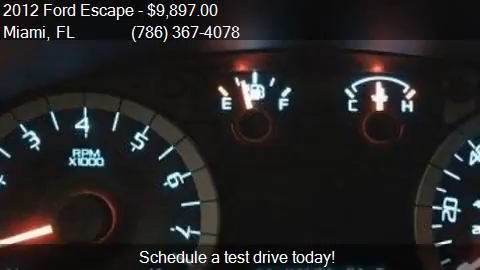 2012 Ford Escape - $9,897.00
Miami, FL (786) 367-4078
E F
C H
3 4 5 6 7
RPM
X1000
20
Schedule a test drive today!